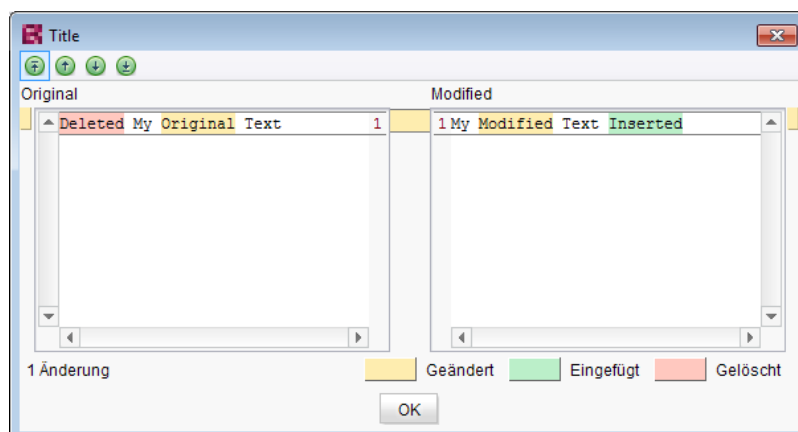 Title
Original
Modified
Deleted My Original Text 1
1 My Modified Text Inserted
1 Änderung
Geändert
Eingefügt
Gelöscht
OK